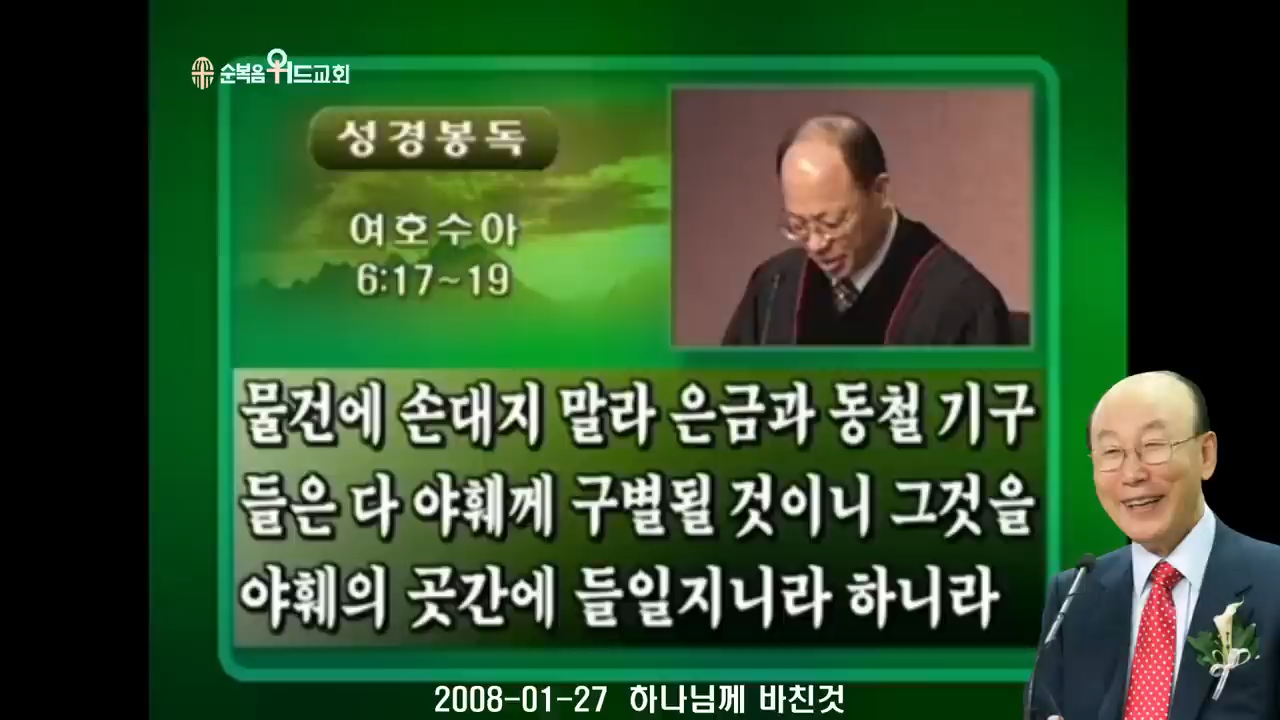 순복음워드교회
성경봉독
여호수아
6:17~19
물건에 손대지 말라 은금과 동철 기구
들은 다 야훼께 구별될 것이니 그것을
야훼의 곳간에 들일지니라 하니라
2008-01-27 하나님께 바친것